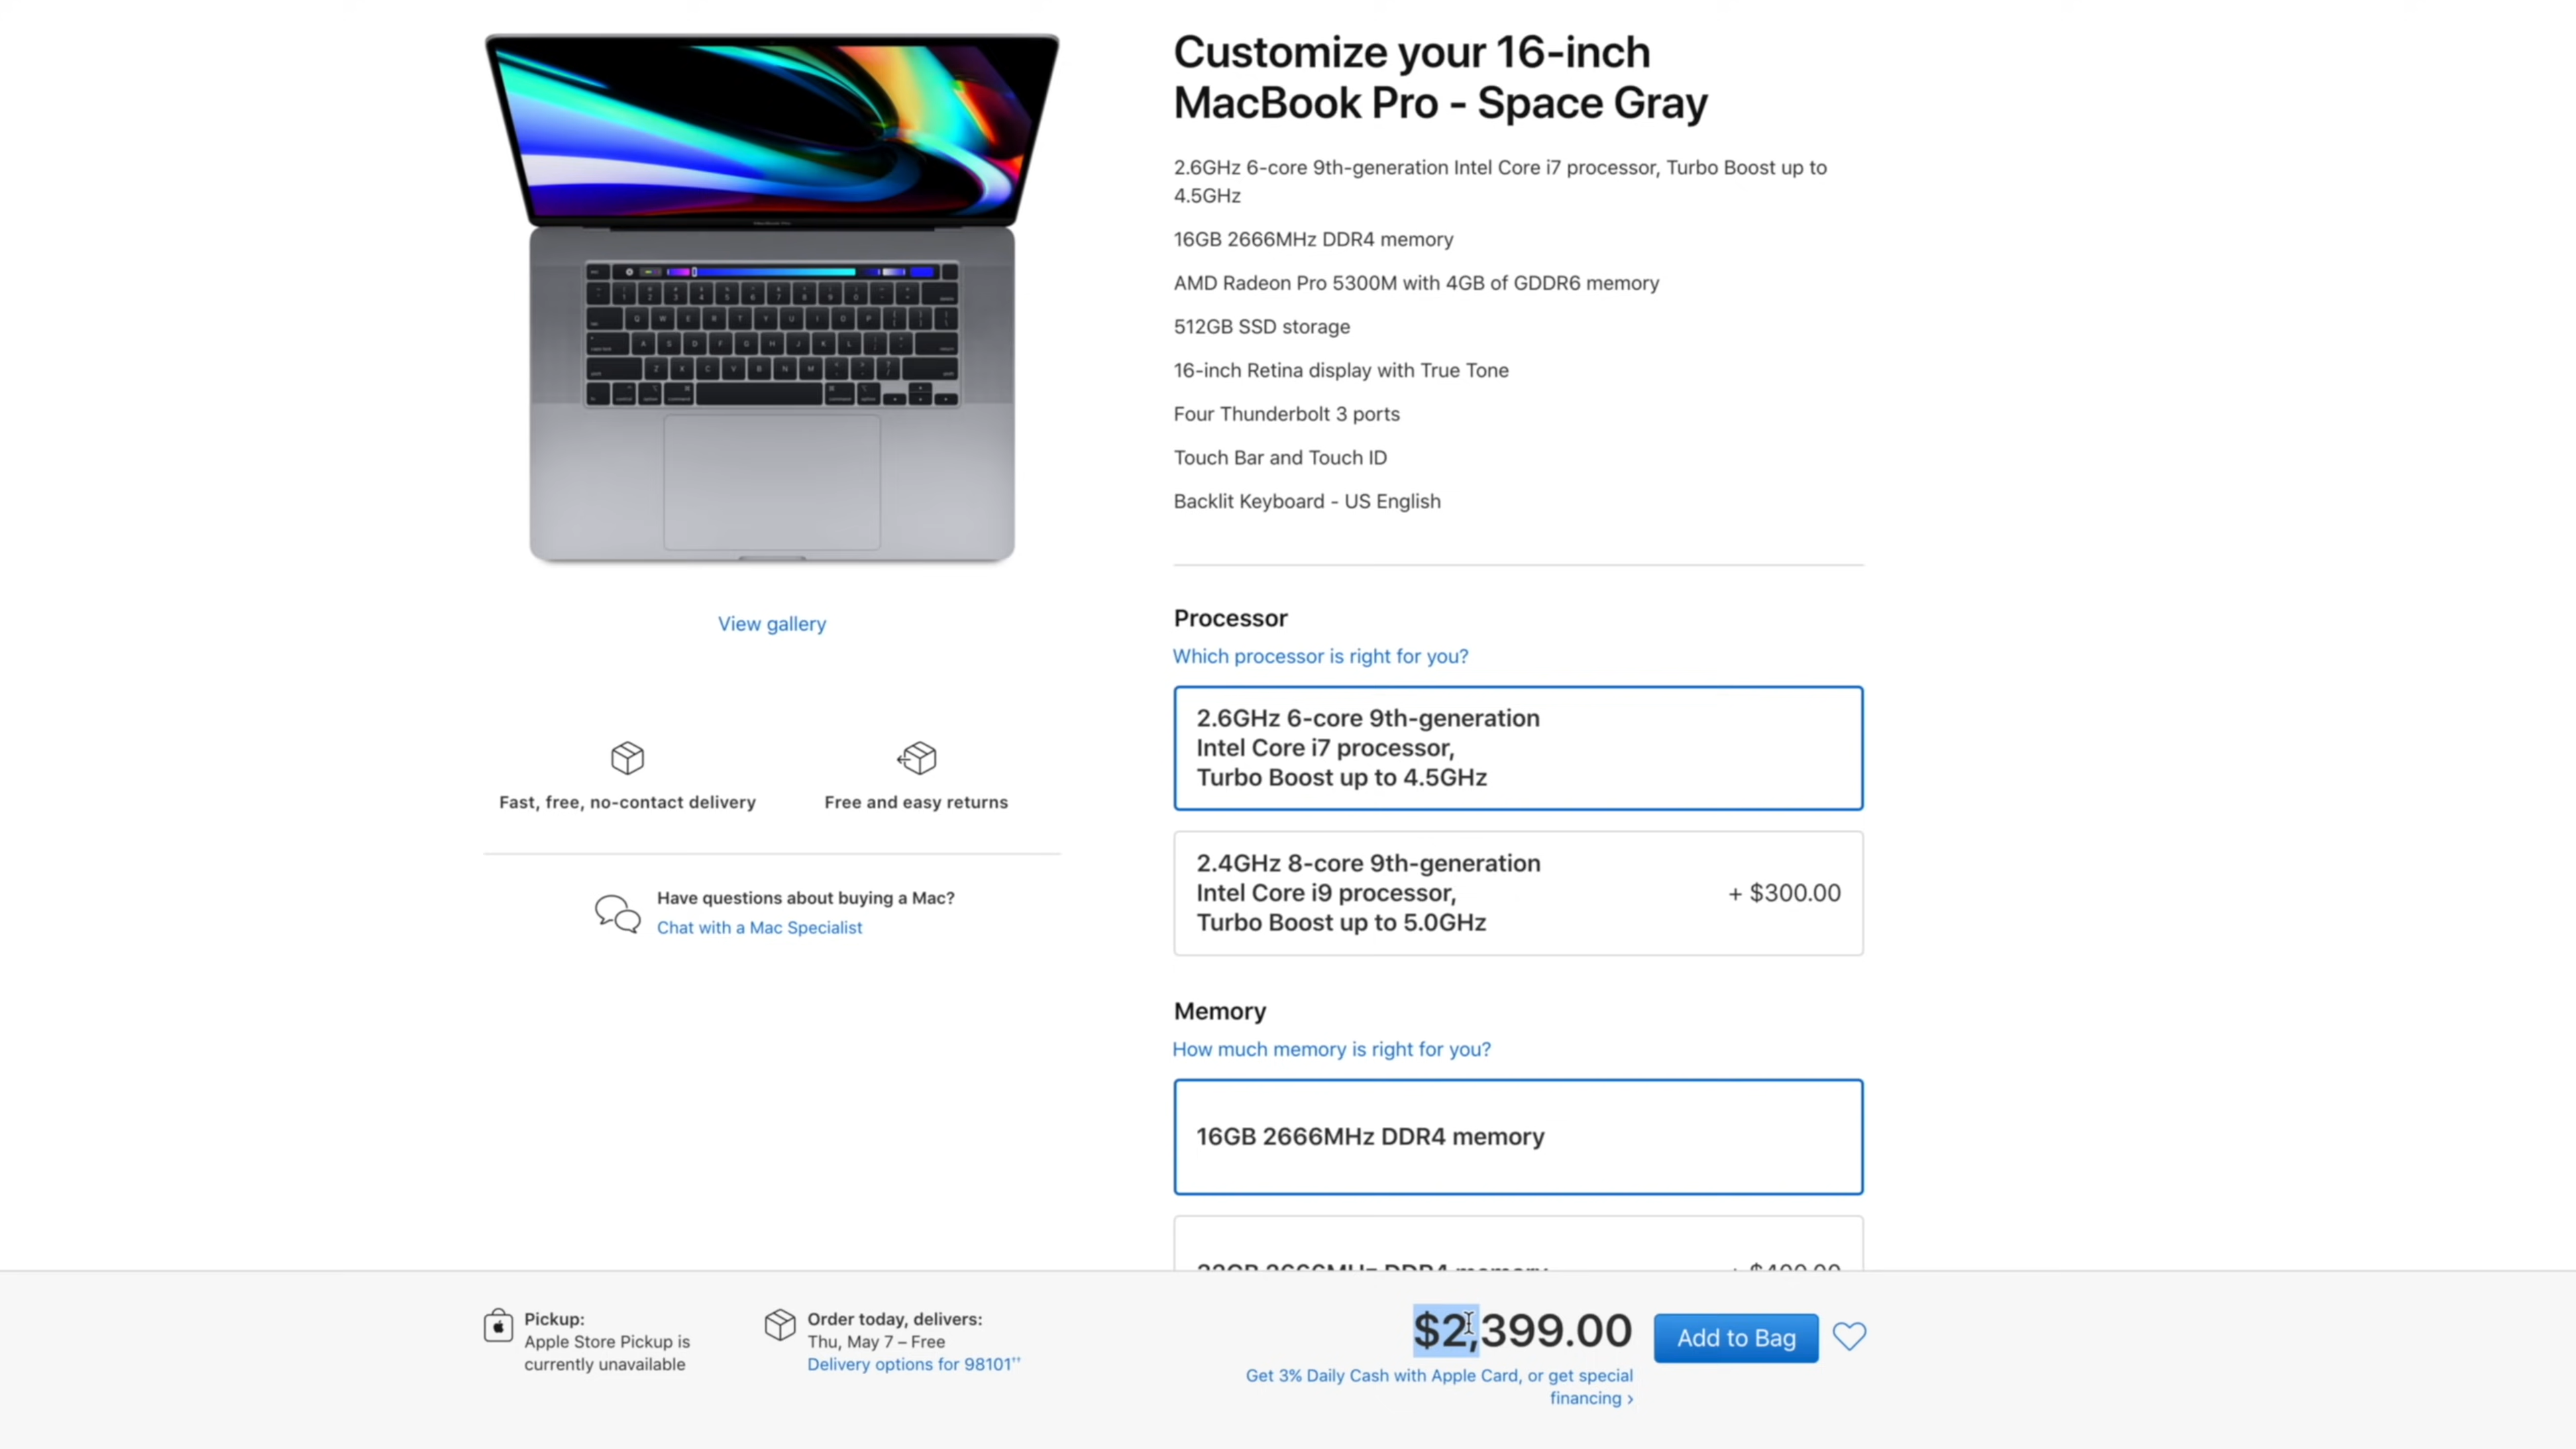 Customize your 16-inch
MacBook Pro - Space Gray
2.6GHz 6-core 9th-generation Intel Core i7 processor, Turbo Boost up to
4.5GHz
16GB 2666MHz DDR4 memory
AMD Radeon Pro 5300M with 4GB of GDDR6 memory
512GB SSD storage
16-inch Retina display with True Tone
Four Thunderbolt 3 ports
Touch Bar and Touch ID
Backlit Keyboard - US English
View gallery
Fast, free, no-contact delivery
Free and easy returns
Have questions about buying a Mac?
Chat with a Mac Specialist
Processor
Which processor is right for you?
2.6GHz 6-core 9th-generation
Intel Core i7 processor,
Turbo Boost up to 4.5GHz
2.4GHz 8-core 9th-generation
Intel Core i9 processor,
Turbo Boost up to 5.0GHz
+ $300.00
Memory
How much memory is right for you?
16GB 2666MHz DDR4 memory
32GB 2666MHz DDR4 memory
+ $400.00
Pickup:
Apple Store Pickup is
currently unavailable
Order today, delivers:
Thu, May 7 – Free
Delivery options for 98101††
$2,399.00
Add to Bag
Get 3% Daily Cash with Apple Card, or get special
financing ›